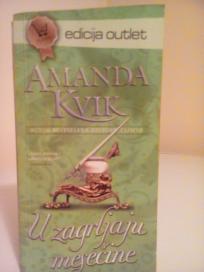 edicija outlet
AMANDA
KVIK
U zagrljaju
mesečine